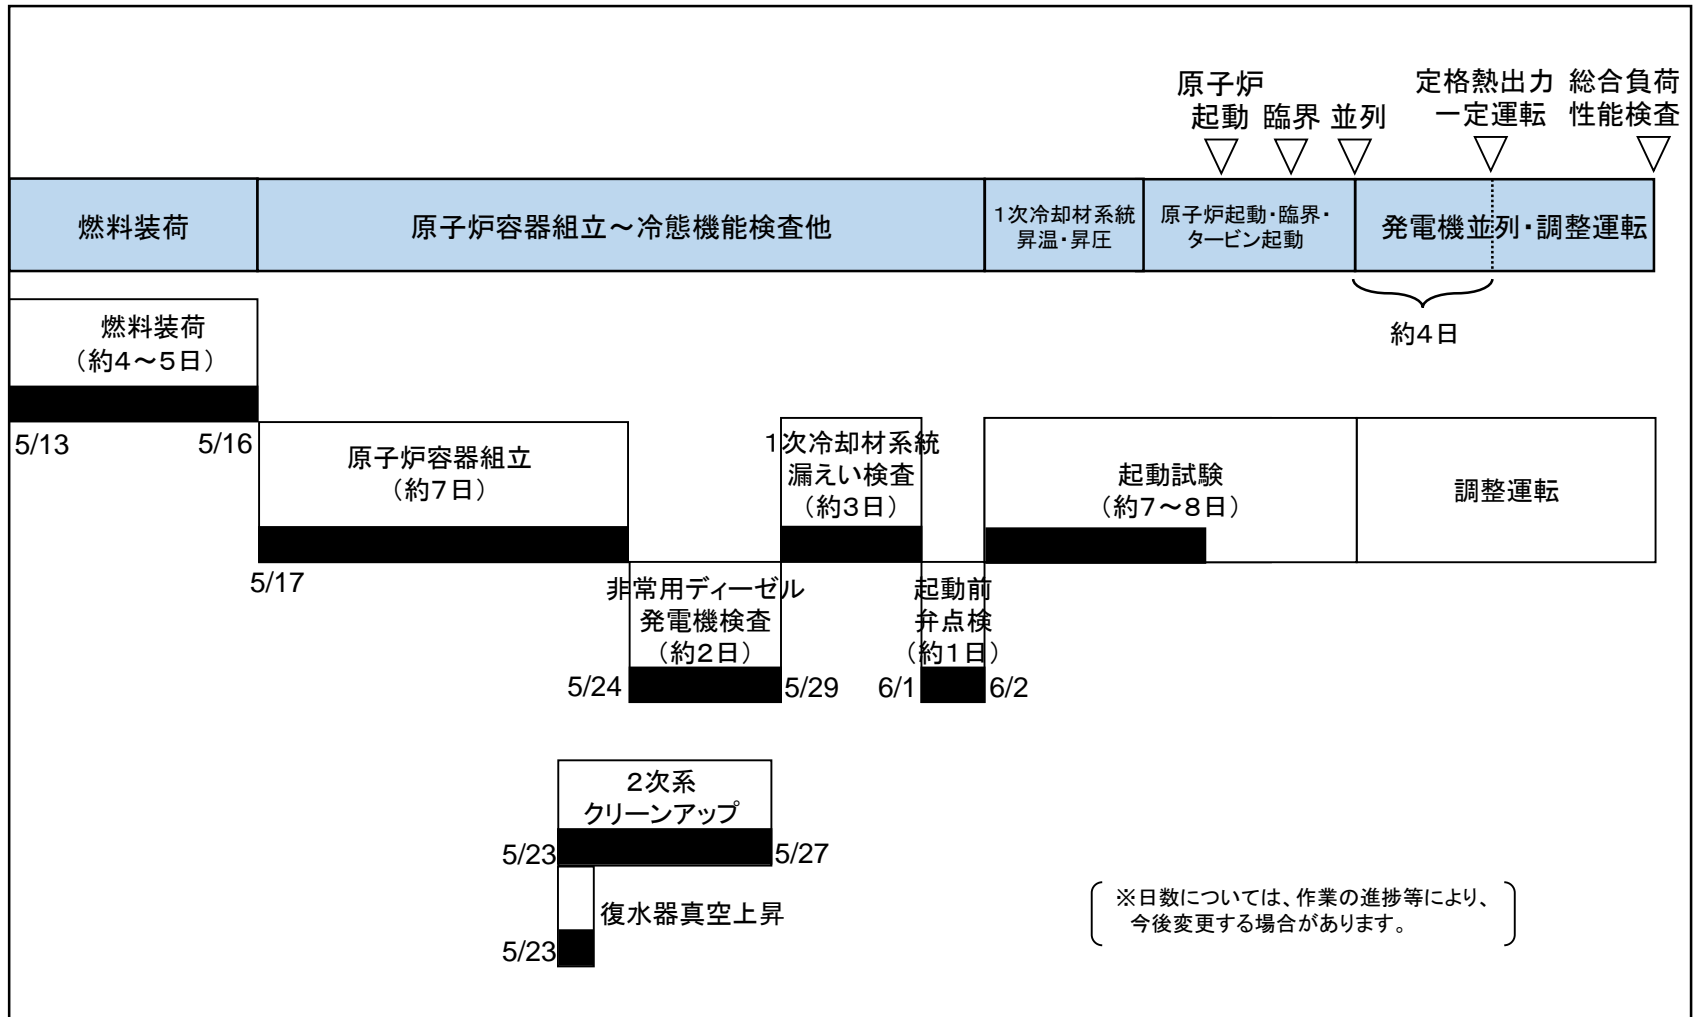 原子炉
起動
臨界
並列
定格熱出力
一定運転
総合負荷
性能検査
燃料装荷
原子炉容器組立～冷態機能検査他
1次冷却材系統
昇温・昇圧
原子炉起動・臨界・
タービン起動
発電機並列・調整運転
約4日
燃料装荷
（約4～5日）
5/13
5/16
原子炉容器組立
（約7日）
5/17
1次冷却材系統
漏えい検査
（約3日）
起動試験
（約7～8日）
調整運転
非常用ディーゼル
発電機検査
（約2日）
5/24
5/29
起動前
弁点検
（約1日）
6/1
6/2
2次系
クリーンアップ
5/23
5/27
復水器真空上昇
5/23
※日数については、作業の進捗等により、
今後変更する場合があります。